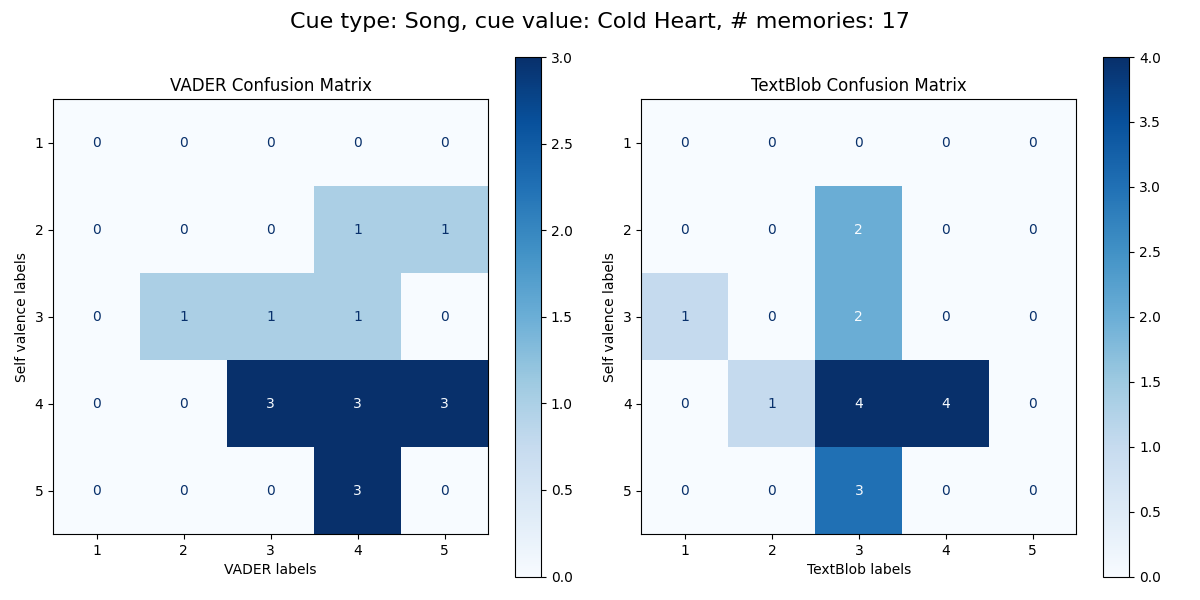 Cue type: Song, cue value: Cold Heart, # memories: 17
VADER Confusion Matrix
Self valence labels
1 0 0 0 0 0
2 0 0 0 1 1
3 0 1 1 1 0
4 0 0 3 3 3
5 0 0 0 3 0
1 2 3 4 5
VADER labels
3.0
2.5
2.0
1.5
1.0
0.5
0.0
TextBlob Confusion Matrix
Self valence labels
1 0 0 0 0 0
2 0 0 2 0 0
3 1 0 2 0 0
4 0 1 4 4 0
5 0 0 3 0 0
1 2 3 4 5
TextBlob labels
4.0
3.5
3.0
2.5
2.0
1.5
1.0
0.5
0.0